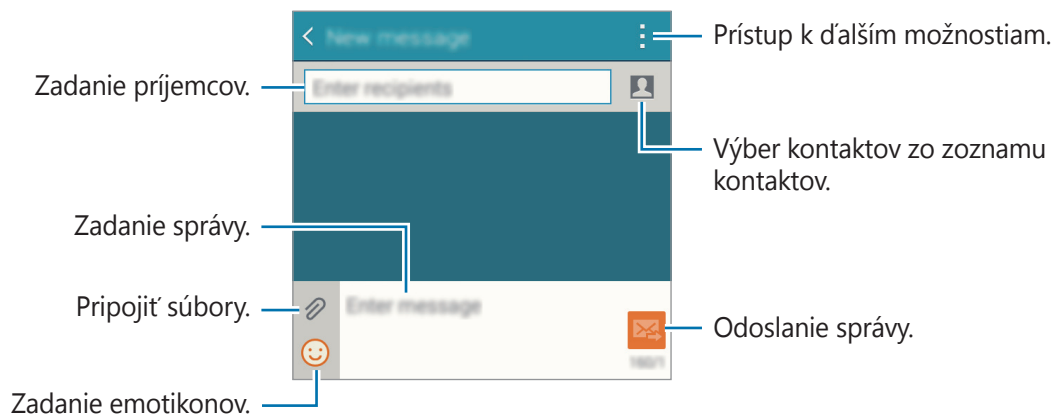 New message
Prístup k ďalším možnostiam.
Zadanie príjemcov.
Enter recipients
Výber kontaktov zo zoznamu
kontaktov.
Zadanie správy.
Pripojiť súbory.
Enter message
Odoslanie správy.
160/1
Zadanie emotikonov.